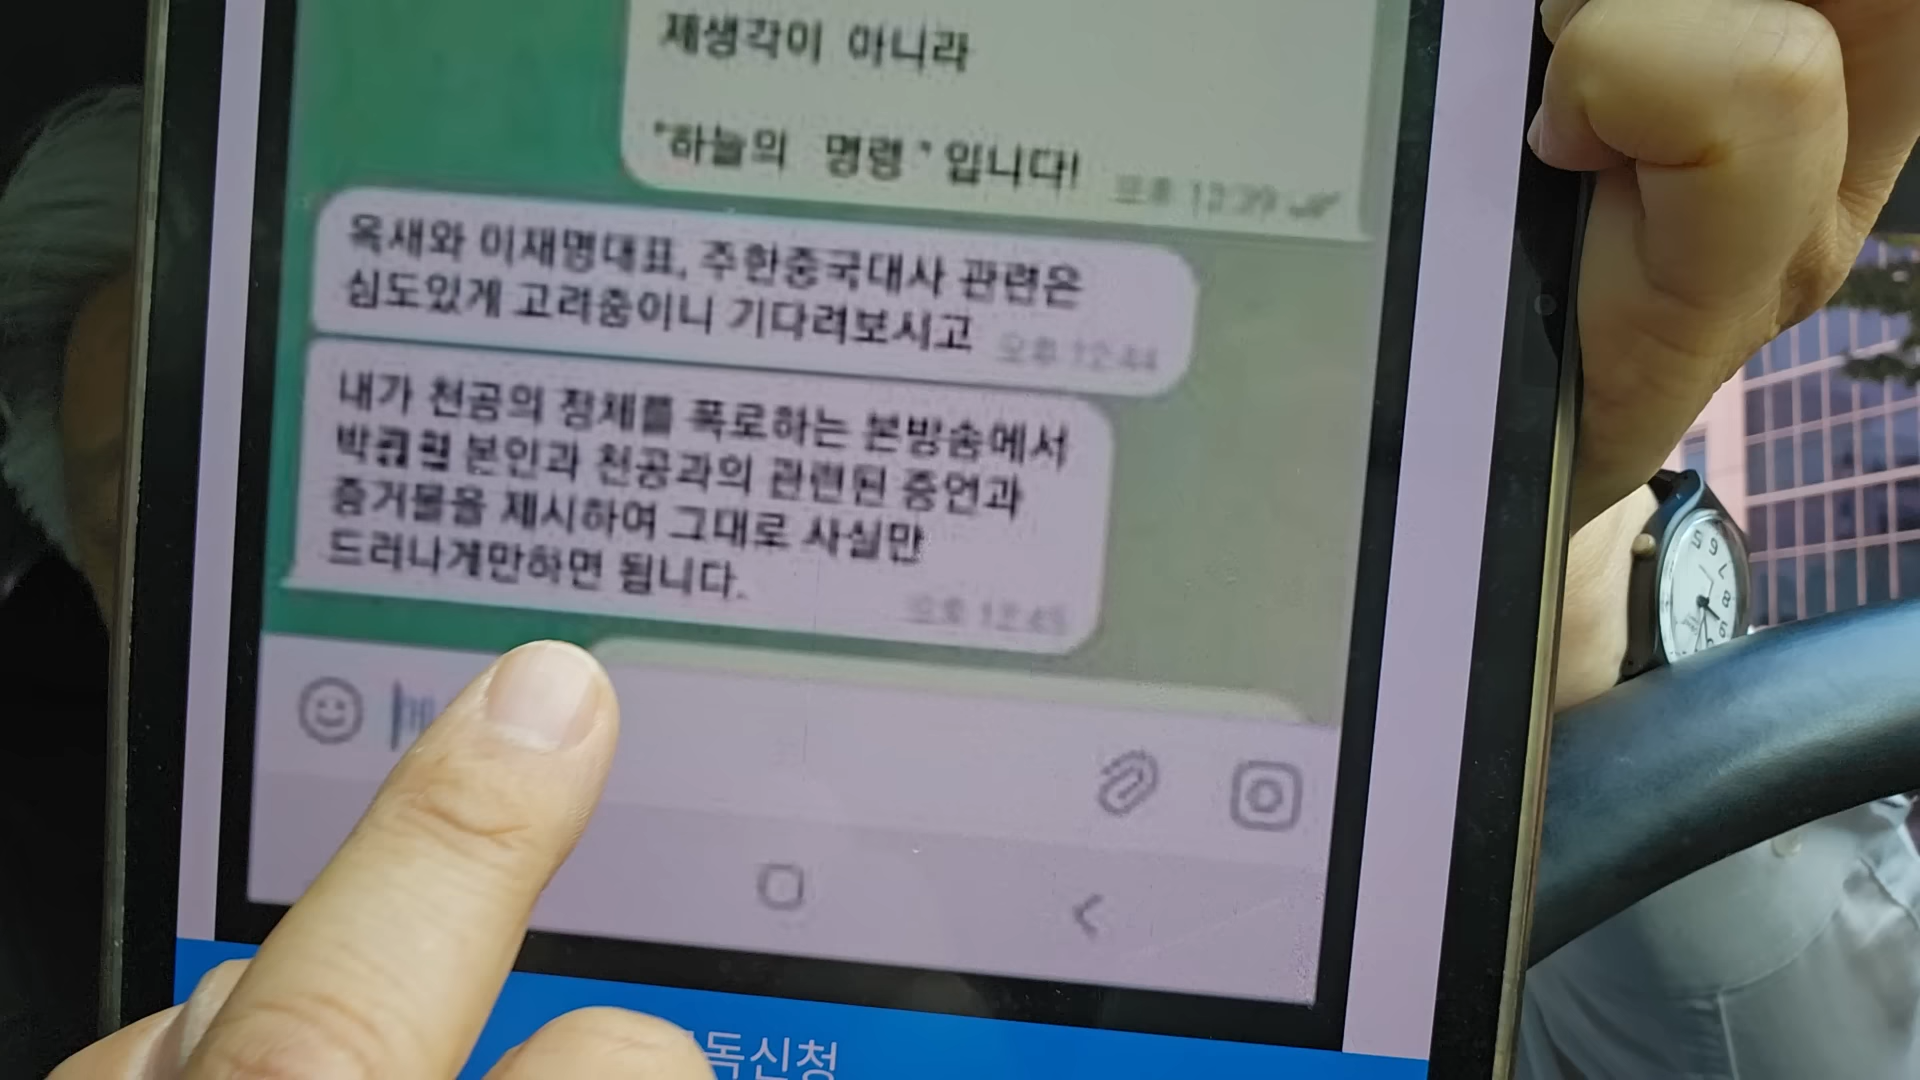 제생각이 아니라
"하늘의 명령" 입니다!
오후 12:39
옥새와 이재명대표, 주한중국대사 관련은
심도있게 고려중이니 기다려보시고
오후 12:44
내가 천공의 정체를 폭로하는 본방송에서
본인과 천공과의 관련된 증언과
증거물을 제시하여 그대로 사실만
드러나게만하면 됩니다.
오후 12:45
독신청